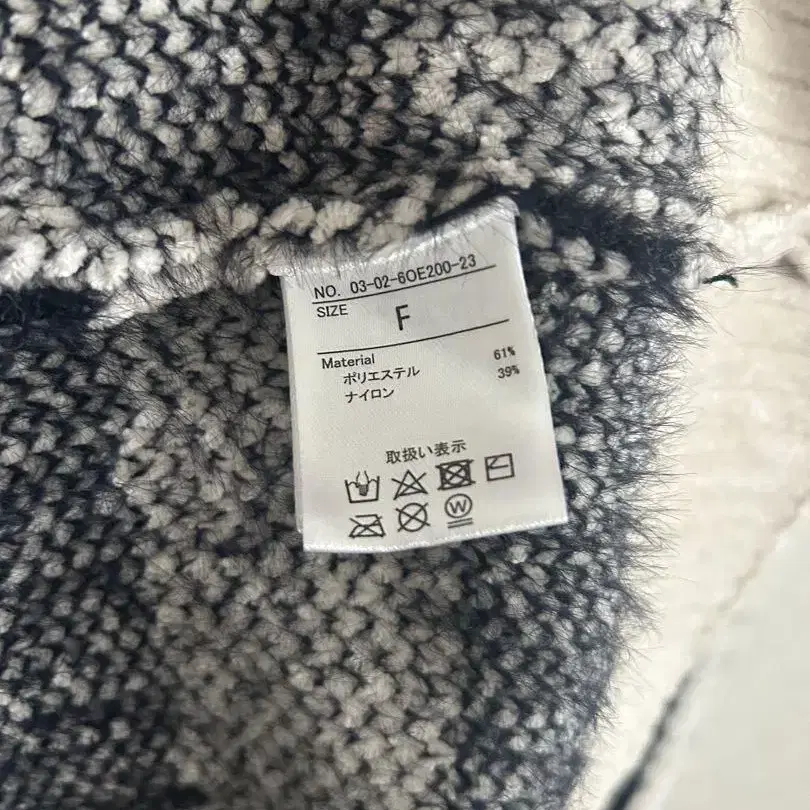 NO. 03-02-6OE200-23
SIZE
F
Material
ポリエステル 61%
ナイロン 39%
取扱い表示
W